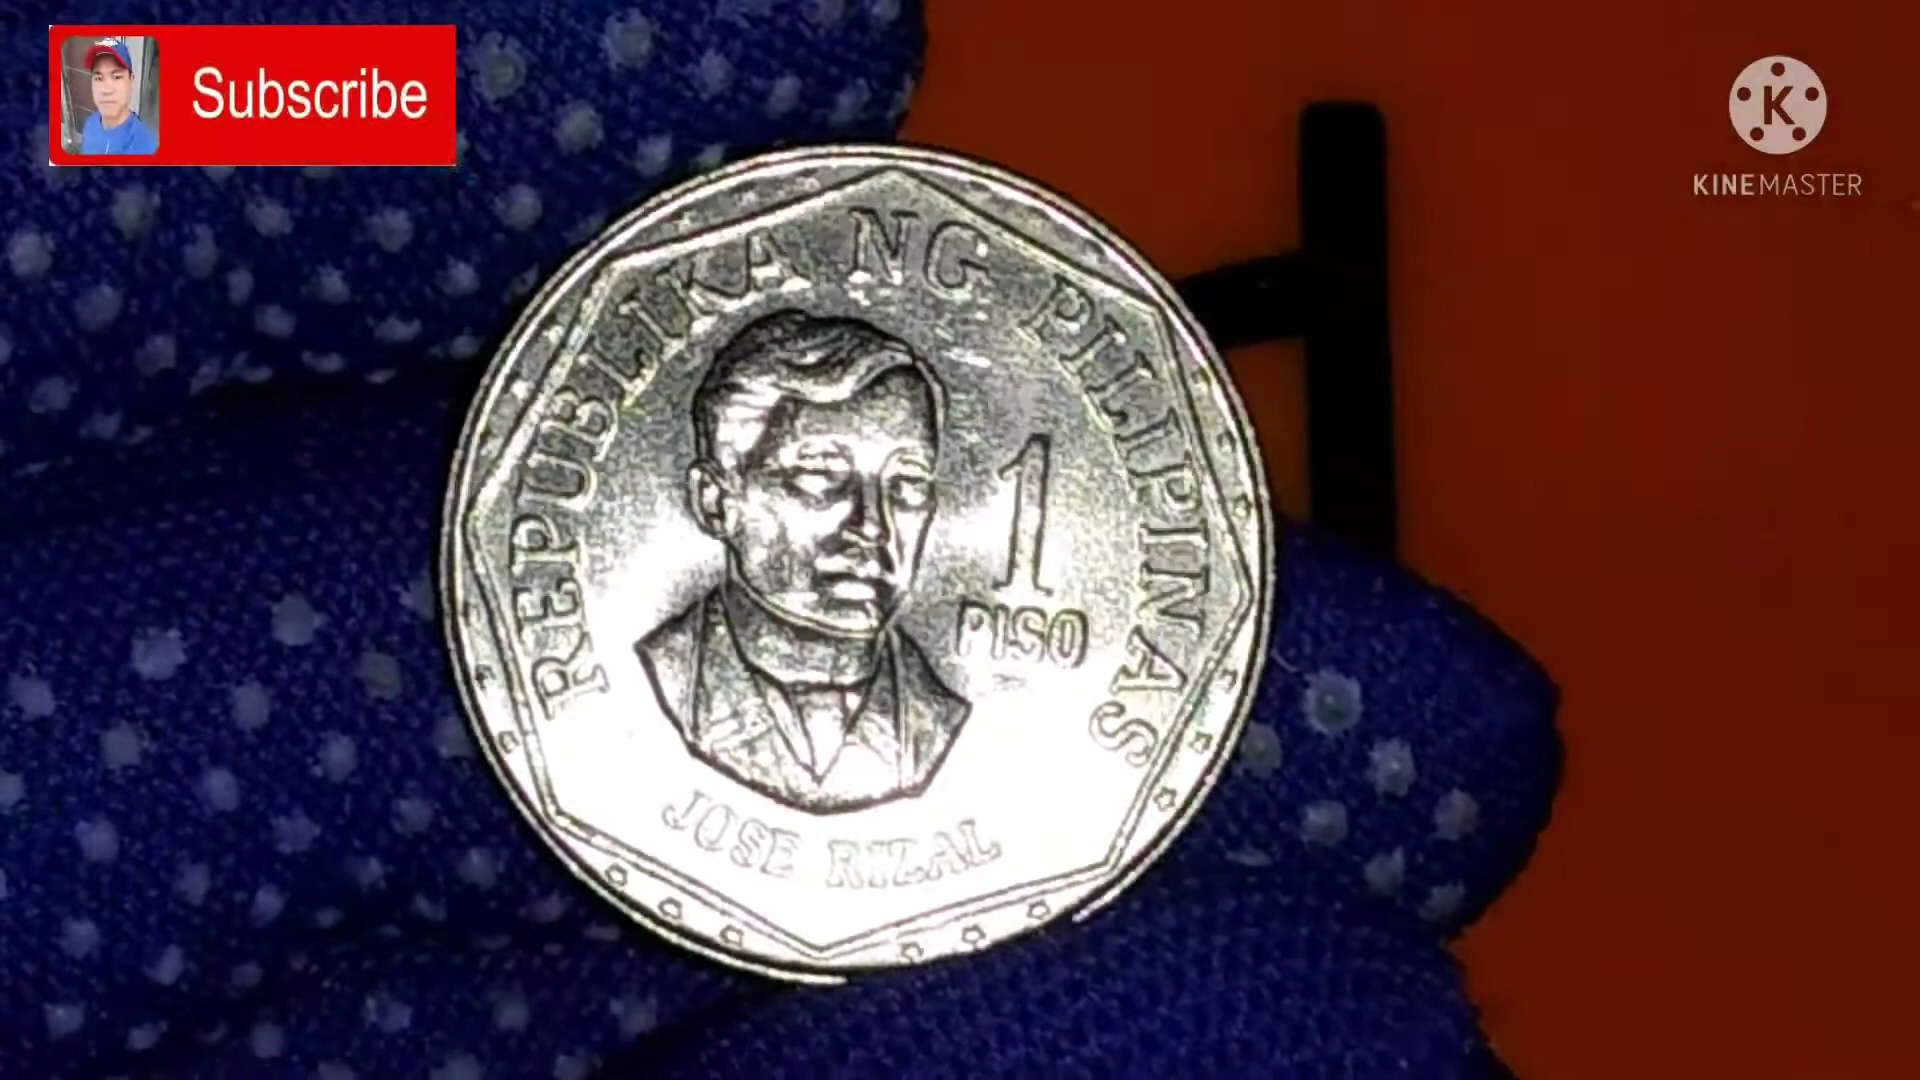 Subscribe
K
KINEMASTER
REPUBLIKA NG PILIPINAS
1
PISO
JOSE RIZAL